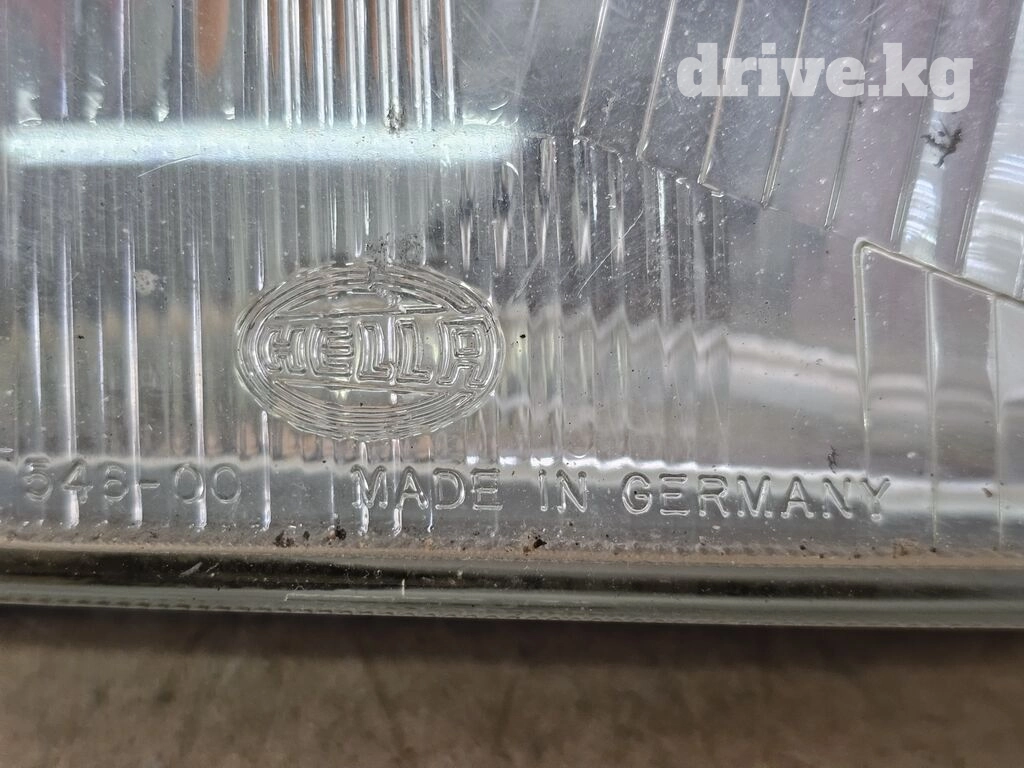 drive.kg
HELLA
546-00 MADE IN GERMANY